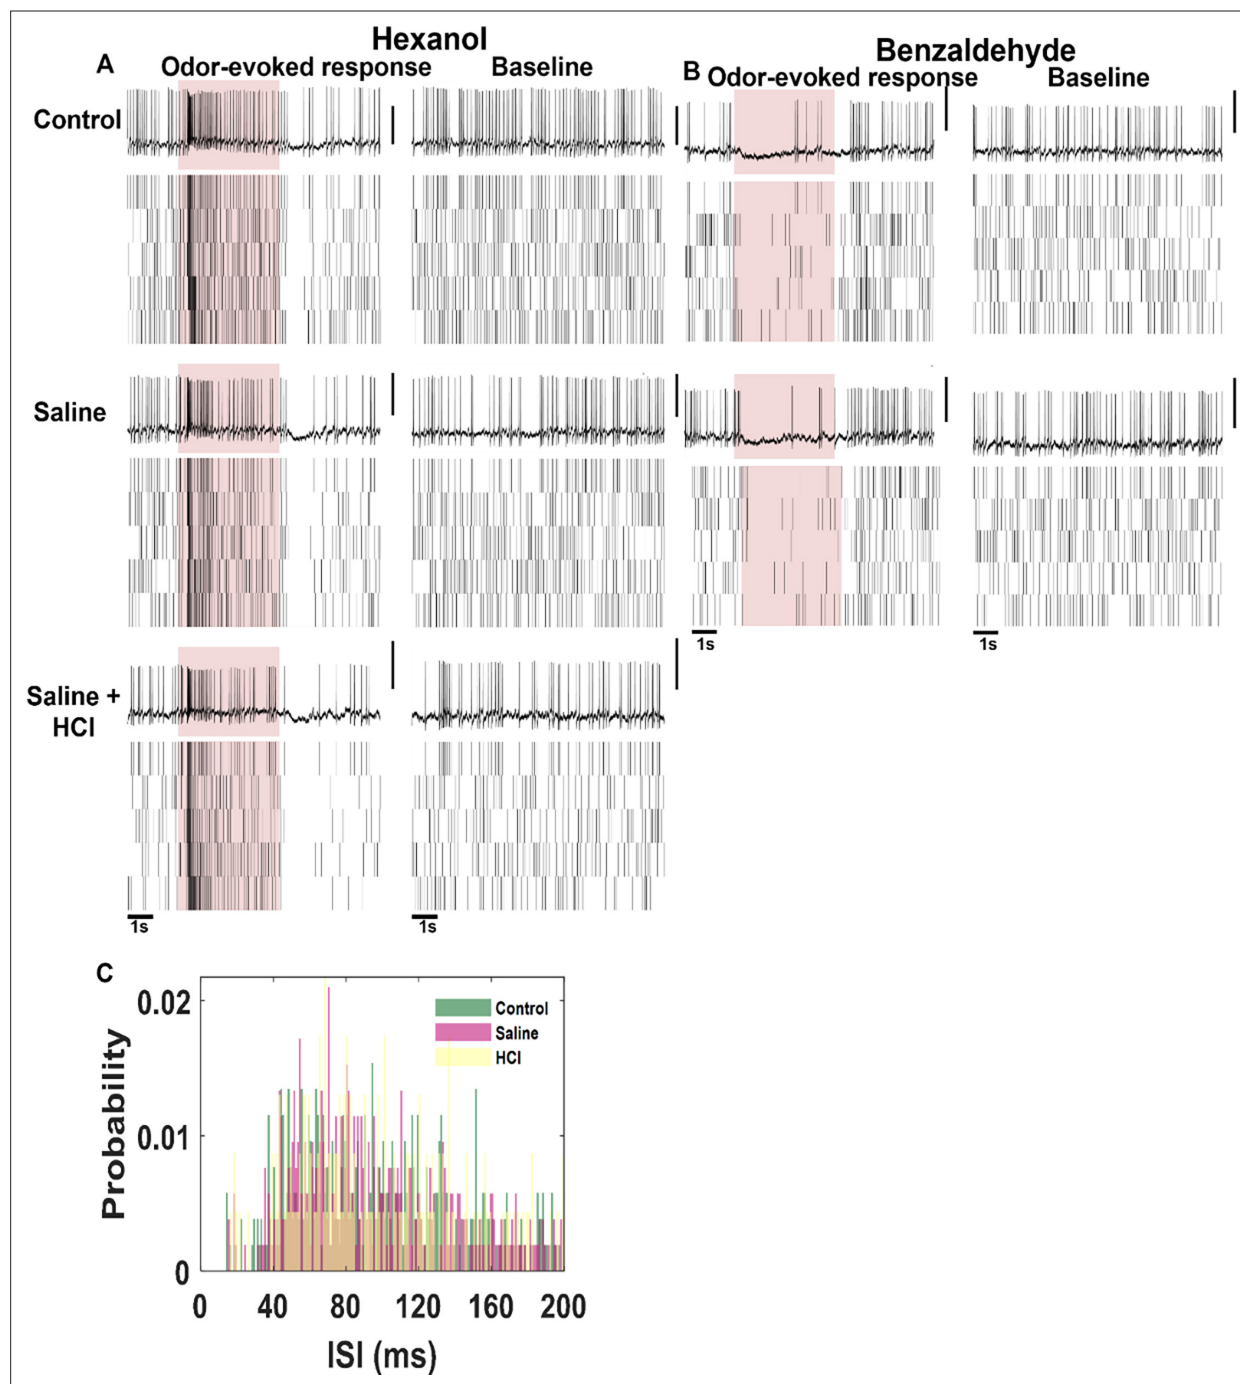 Hexanol
A
Odor-evoked response
Baseline
Benzaldehyde
B
Odor-evoked response
Baseline
Control
Saline
1s
1s
Saline +
HCl
1s
1s
C
Control
Saline
HCl
Probability
0.02
0.01
0
0
40
80
120
160
200
ISI (ms)